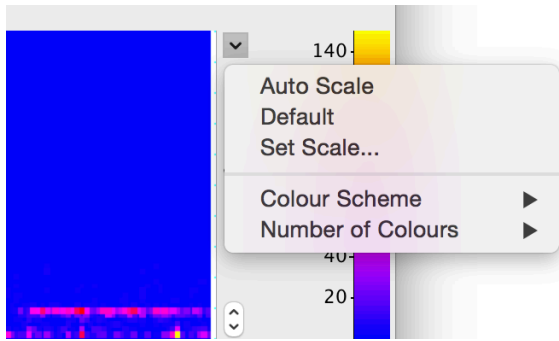 140
Auto Scale
Default
Set Scale...
Colour Scheme
Number of Colours
40
20